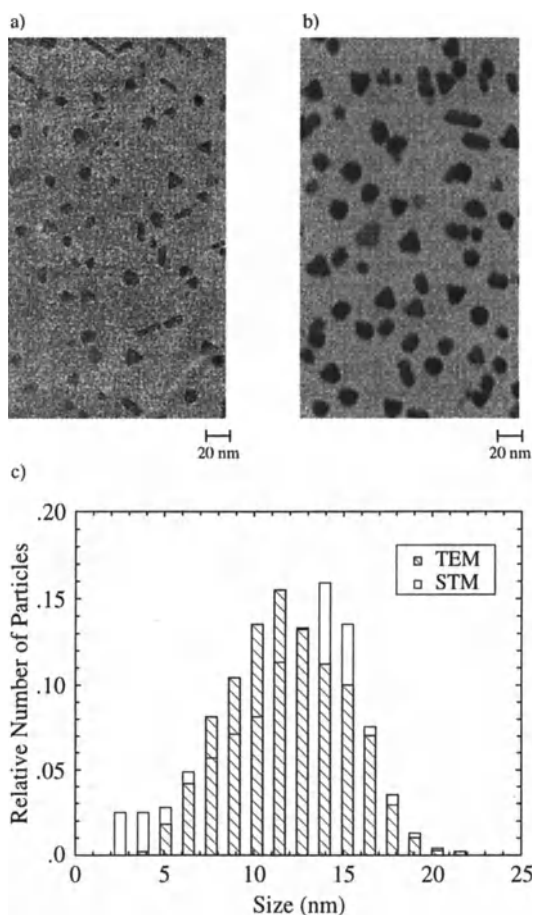 a)
b)
20 nm
20 nm
c)
.20
.15
.10
.05
.0
Relative Number of Particles
TEM
STM
0
5
10
15
20
25
Size (nm)